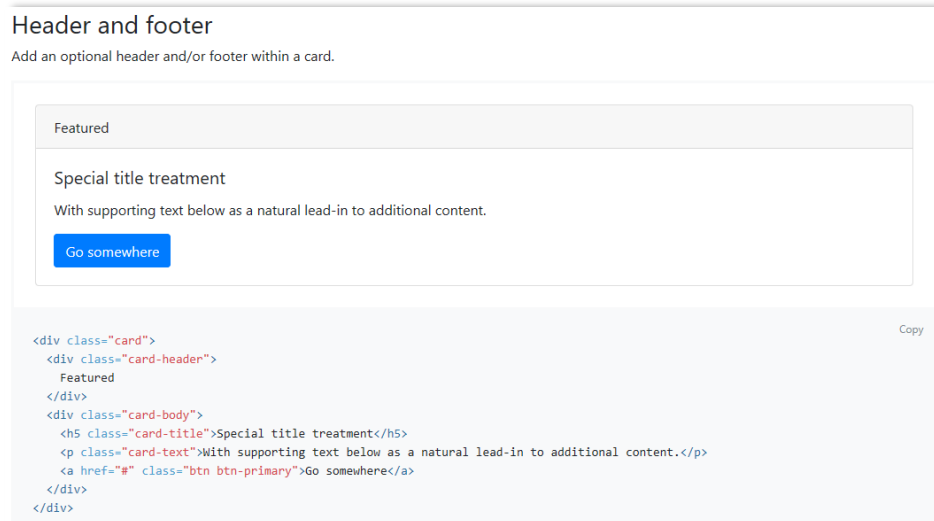 Header and footer
Add an optional header and/or footer within a card.
Featured
Special title treatment
With supporting text below as a natural lead-in to additional content.
Go somewhere
Copy
<div class="card">
  <div class="card-header">
    Featured
  </div>
  <div class="card-body">
    <h5 class="card-title">Special title treatment</h5>
    <p class="card-text">With supporting text below as a natural lead-in to additional content.</p>
    <a href="#" class="btn btn-primary">Go somewhere</a>
  </div>
</div>